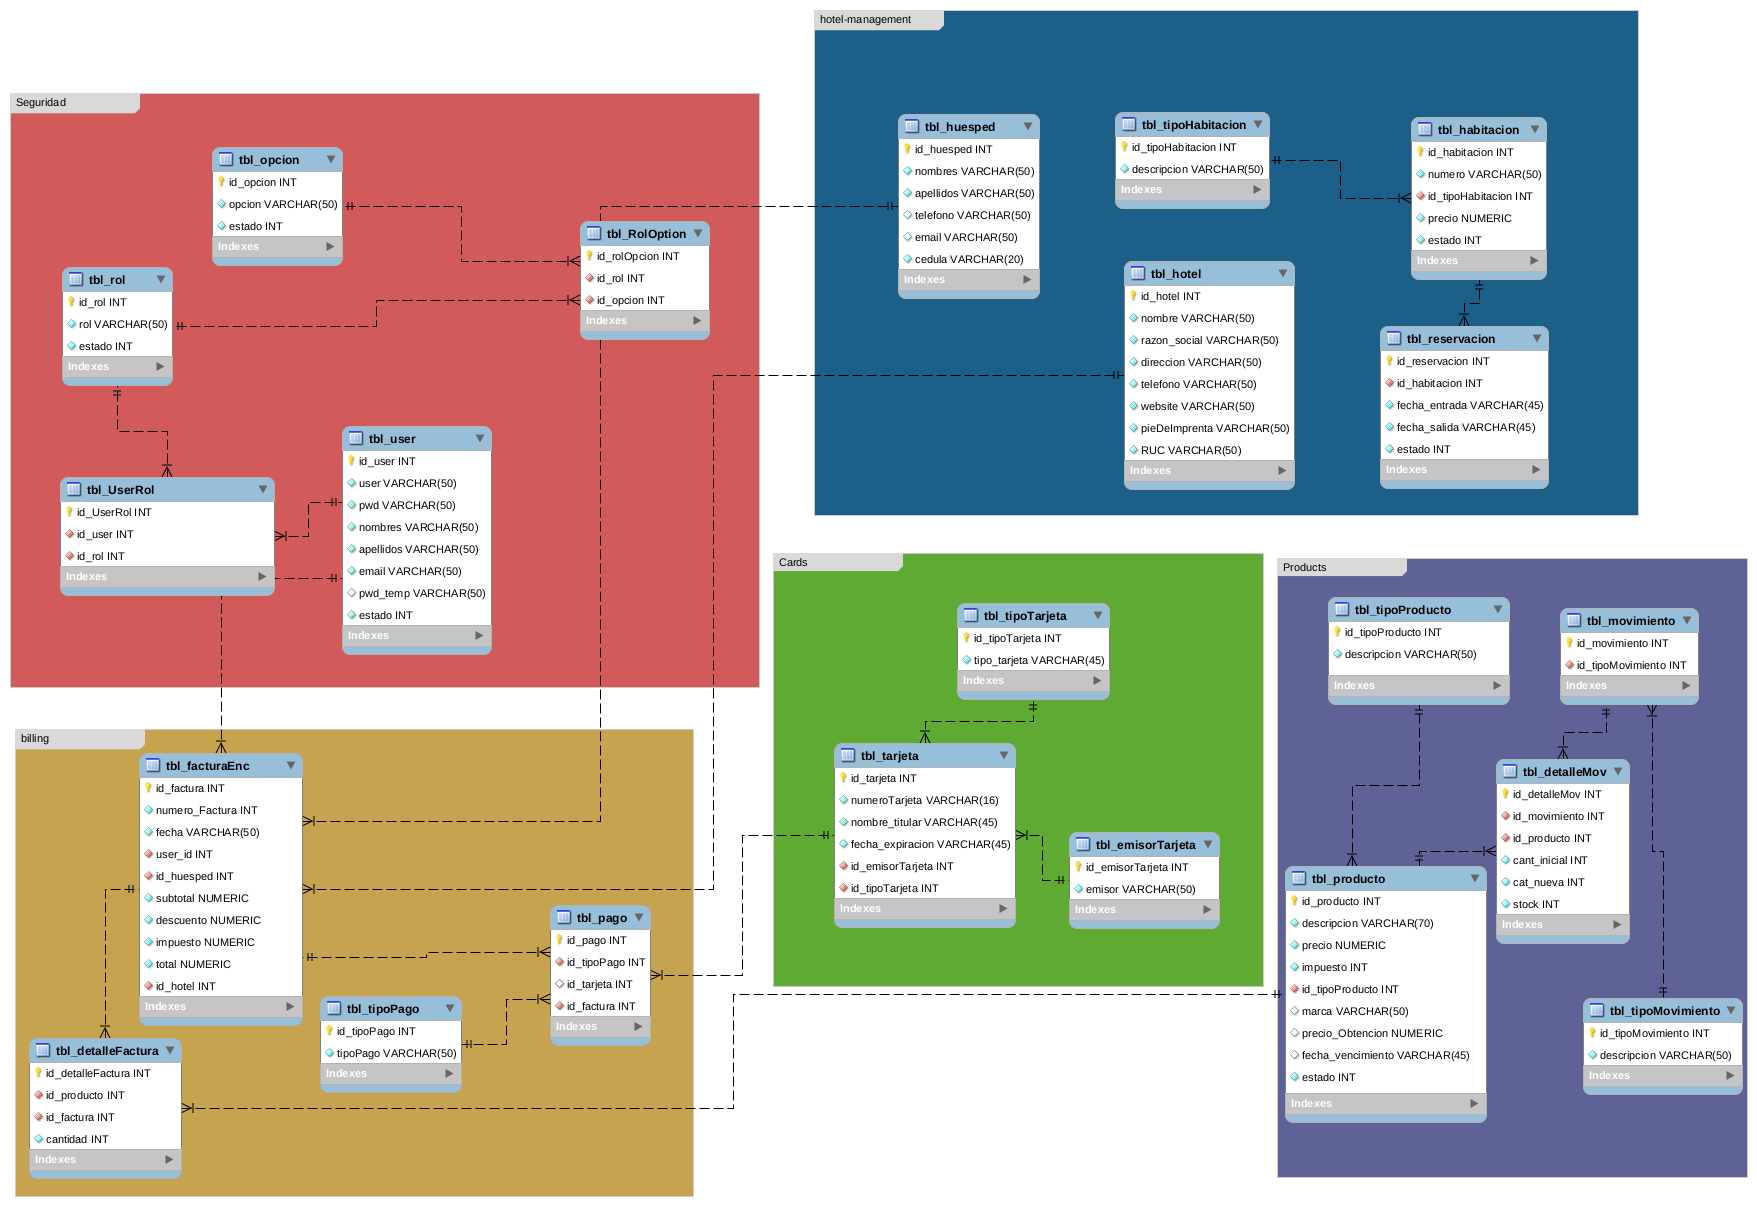 hotel-management
tbl_huesped
id_huesped INT
nombres VARCHAR(50)
apellidos VARCHAR(50)
telefono VARCHAR(50)
email VARCHAR(50)
cedula VARCHAR(20)
Indexes
tbl_tipoHabitacion
id_tipoHabitacion INT
descripcion VARCHAR(50)
Indexes
tbl_habitacion
id_habitacion INT
numero VARCHAR(50)
id_tipoHabitacion INT
precio NUMERIC
estado INT
Indexes
tbl_hotel
id_hotel INT
nombre VARCHAR(50)
razon_social VARCHAR(50)
direccion VARCHAR(50)
telefono VARCHAR(50)
website VARCHAR(50)
pieDeImprenta VARCHAR(50)
RUC VARCHAR(50)
Indexes
tbl_reservacion
id_reservacion INT
id_habitacion INT
fecha_entrada VARCHAR(45)
fecha_salida VARCHAR(45)
estado INT
Indexes
Seguridad
tbl_opcion
id_opcion INT
opcion VARCHAR(50)
estado INT
Indexes
tbl_RolOption
id_rolOpcion INT
id_rol INT
id_opcion INT
Indexes
tbl_rol
id_rol INT
rol VARCHAR(50)
estado INT
Indexes
tbl_user
id_user INT
user VARCHAR(50)
pwd VARCHAR(50)
nombres VARCHAR(50)
apellidos VARCHAR(50)
email VARCHAR(50)
pwd_temp VARCHAR(50)
estado INT
Indexes
tbl_UserRol
id_UserRol INT
id_user INT
id_rol INT
Indexes
Cards
tbl_tipoTarjeta
id_tipoTarjeta INT
tipo_tarjeta VARCHAR(45)
Indexes
tbl_tarjeta
id_tarjeta INT
numeroTarjeta VARCHAR(16)
nombre_titular VARCHAR(45)
fecha_expiracion VARCHAR(45)
id_emisorTarjeta INT
id_tipoTarjeta INT
Indexes
tbl_emisorTarjeta
id_emisorTarjeta INT
emisor VARCHAR(50)
Indexes
Products
tbl_tipoProducto
id_tipoProducto INT
descripcion VARCHAR(50)
Indexes
tbl_movimiento
id_movimiento INT
id_tipoMovimiento INT
Indexes
tbl_detalleMov
id_detalleMov INT
id_movimiento INT
id_producto INT
cant_inicial INT
cat_nueva INT
stock INT
Indexes
tbl_producto
id_producto INT
descripcion VARCHAR(70)
precio NUMERIC
impuesto INT
id_tipoProducto INT
marca VARCHAR(50)
precio_Obtencion NUMERIC
fecha_vencimiento VARCHAR(45)
estado INT
Indexes
tbl_tipoMovimiento
id_tipoMovimiento INT
descripcion VARCHAR(50)
Indexes
billing
tbl_facturaEnc
id_factura INT
numero_Factura INT
fecha VARCHAR(50)
user_id INT
id_huesped INT
subtotal NUMERIC
descuento NUMERIC
impuesto NUMERIC
total NUMERIC
id_hotel INT
Indexes
tbl_pago
id_pago INT
id_tipoPago INT
id_tarjeta INT
id_factura INT
Indexes
tbl_tipoPago
id_tipoPago INT
tipoPago VARCHAR(50)
Indexes
tbl_detalleFactura
id_detalleFactura INT
id_producto INT
id_factura INT
cantidad INT
Indexes